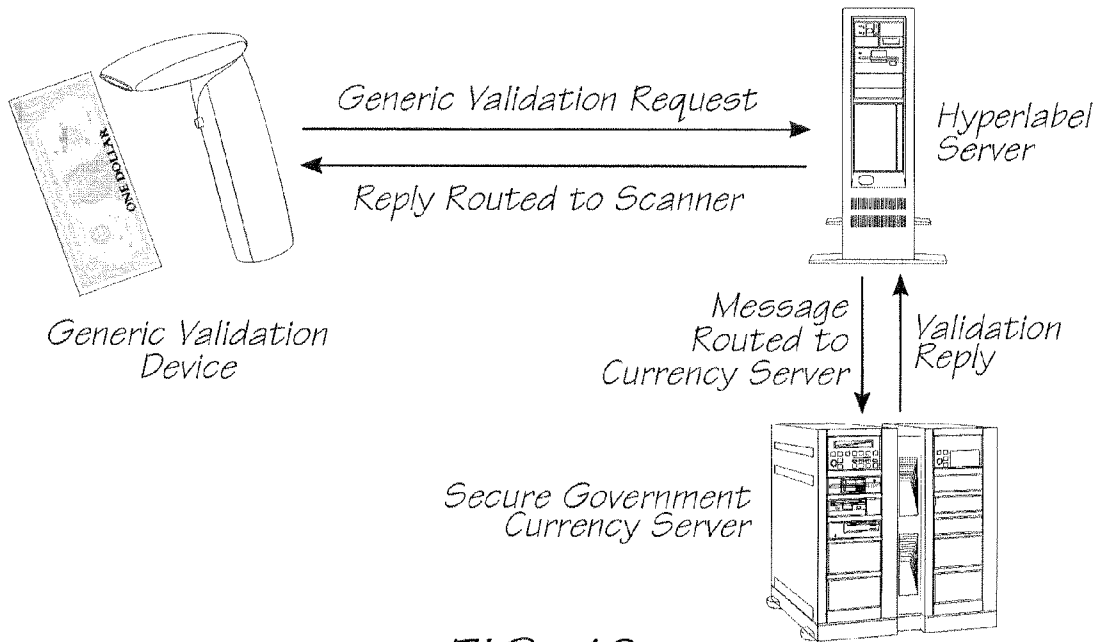 Generic Validation Request
Hyperlabel
Server
Reply Routed to Scanner
ONE DOLLAR
Generic Validation
Device
Message
Routed to
Currency Server
Validation
Reply
Secure Government
Currency Server